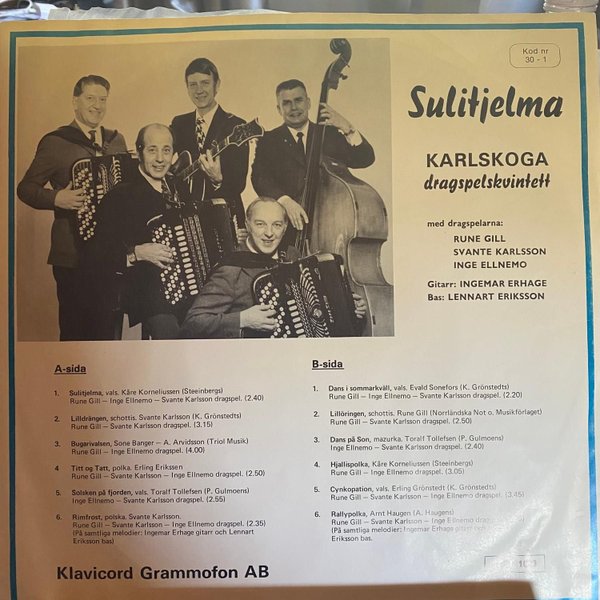 Kod nr
30 - 1
Sulitjelma
KARLSKOGA
dragspelskvintett
med dragspelarna:
RUNE GILL
SVANTE KARLSSON
INGE ELLNEMO
Gitarr: INGEMAR ERHAGE
Bas: LENNART ERIKSSON
A-sida
1. Sulitjelma, vals. Kåre Korneliussen (Steeinbergs)
Rune Gill — Inge Ellnemo — Svante Karlsson dragspel. (2.40)
2. Lilldrängen, schottis. Svante Karlsson (K. Grönstedts)
Rune Gill — Svante Karlsson dragspel. (3.15)
3. Bugarivalsen, Sone Banger — A. Arvidsson (Triol Musik)
Rune Gill — Inge Ellnemo dragspel. (4.00)
4 Titt og Tatt, polka. Erling Erikssen
Rune Gill — Svante Karlsson — Inge Ellnemo dragspel. (2.50)
5. Solsken på fjorden, vals. Toralf Tollefsen (P. Gulmoens)
Inge Ellnemo — Svante Karlsson dragspel. (2.55)
6. Rimfrost, polska. Svante Karlsson.
Rune Gill — Svante Karlsson — Inge Ellnemo dragspel. (2.35)
(På samtliga melodier: Ingemar Erhage gitarr och Lennart
Eriksson bas)
B-sida
1. Dans i sommarkväll, vals. Evald Sonefors (K. Grönstedts)
Rune Gill — Inge Ellnemo — Svante Karlsson dragspel. (2.20)
2. Lillöringen, schottis. Rune Gill (Norrländska Not o. Musikförlaget)
Rune Gill — Svante Karlsson dragspel. (2.50)
3. Dans på Son, mazurka. Toralf Tollefsen (P. Gulmoens)
Inge Ellnemo — Svante Karlsson dragspel. (2.40)
4. Hjallispolka, Kåre Korneliussen (Steeinbergs)
Rune Gill — Inge Ellnemo dragspel. (3.05)
5. Cynkopation, vals. Erling Grönstedt (K. Grönstedts)
Rune Gill — Svante Karlsson — Inge Ellnemo dragspel. (3.45)
6. Rallypolka, Arnt Haugen (A. Haugens)
Rune Gill — Svante Karlsson — Inge Ellnemo
(På samtliga melodier: Ingemar Erhage gitarr och
Eriksson bas.
Klavicord Grammofon AB